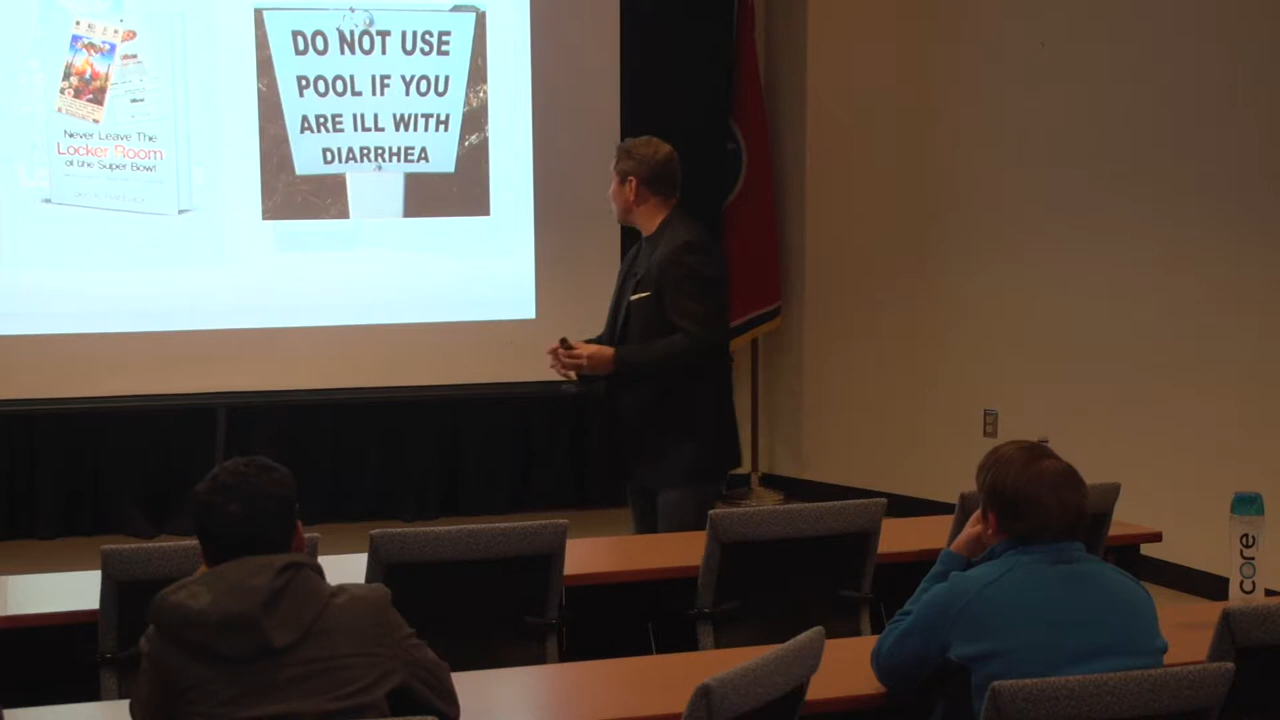 Never Leave The
Locker Room
of the Super Bowl
DO NOT USE
POOL IF YOU
ARE ILL WITH
DIARRHEA
core